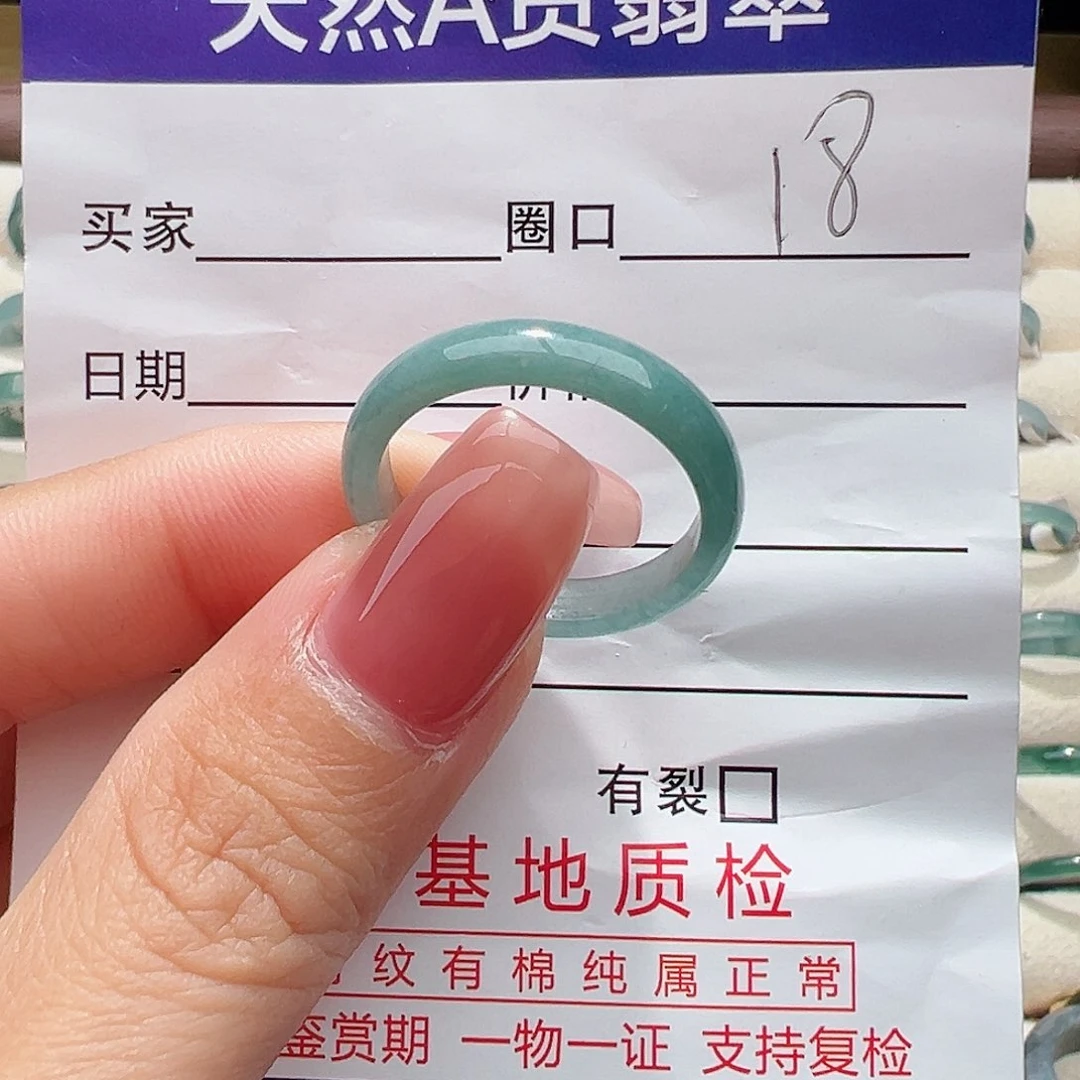 天然A货翡翠
买家 圈口 18
日期
有裂□
基地质检
纹有棉纯属正常
鉴赏期 一物一证 支持复检